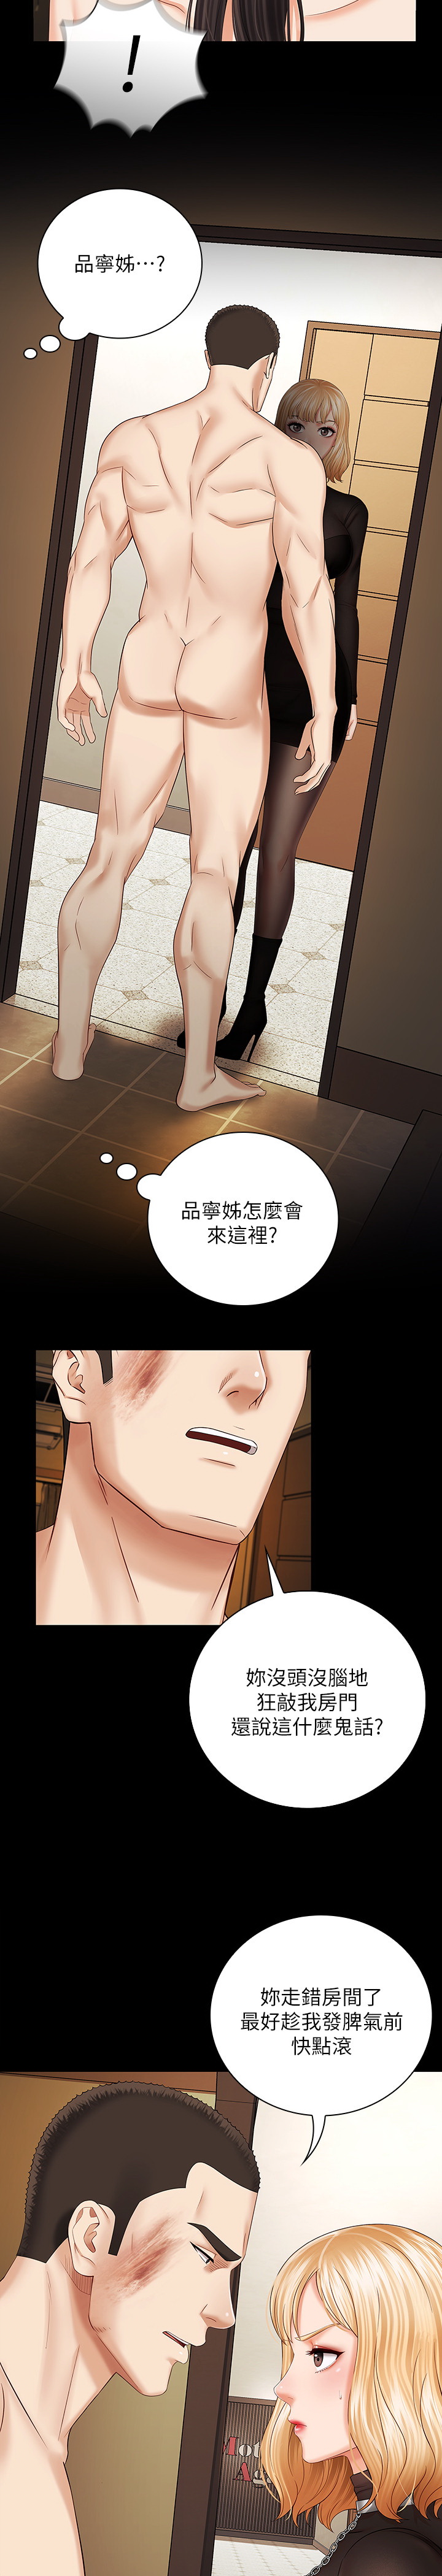 !
品寧姊…?
品寧姊怎麼會
來這裡?
妳沒頭沒腦地
狂敲我房門
還說這什麼鬼話?
妳走錯房間了
最好趁我發脾氣前
快點滾